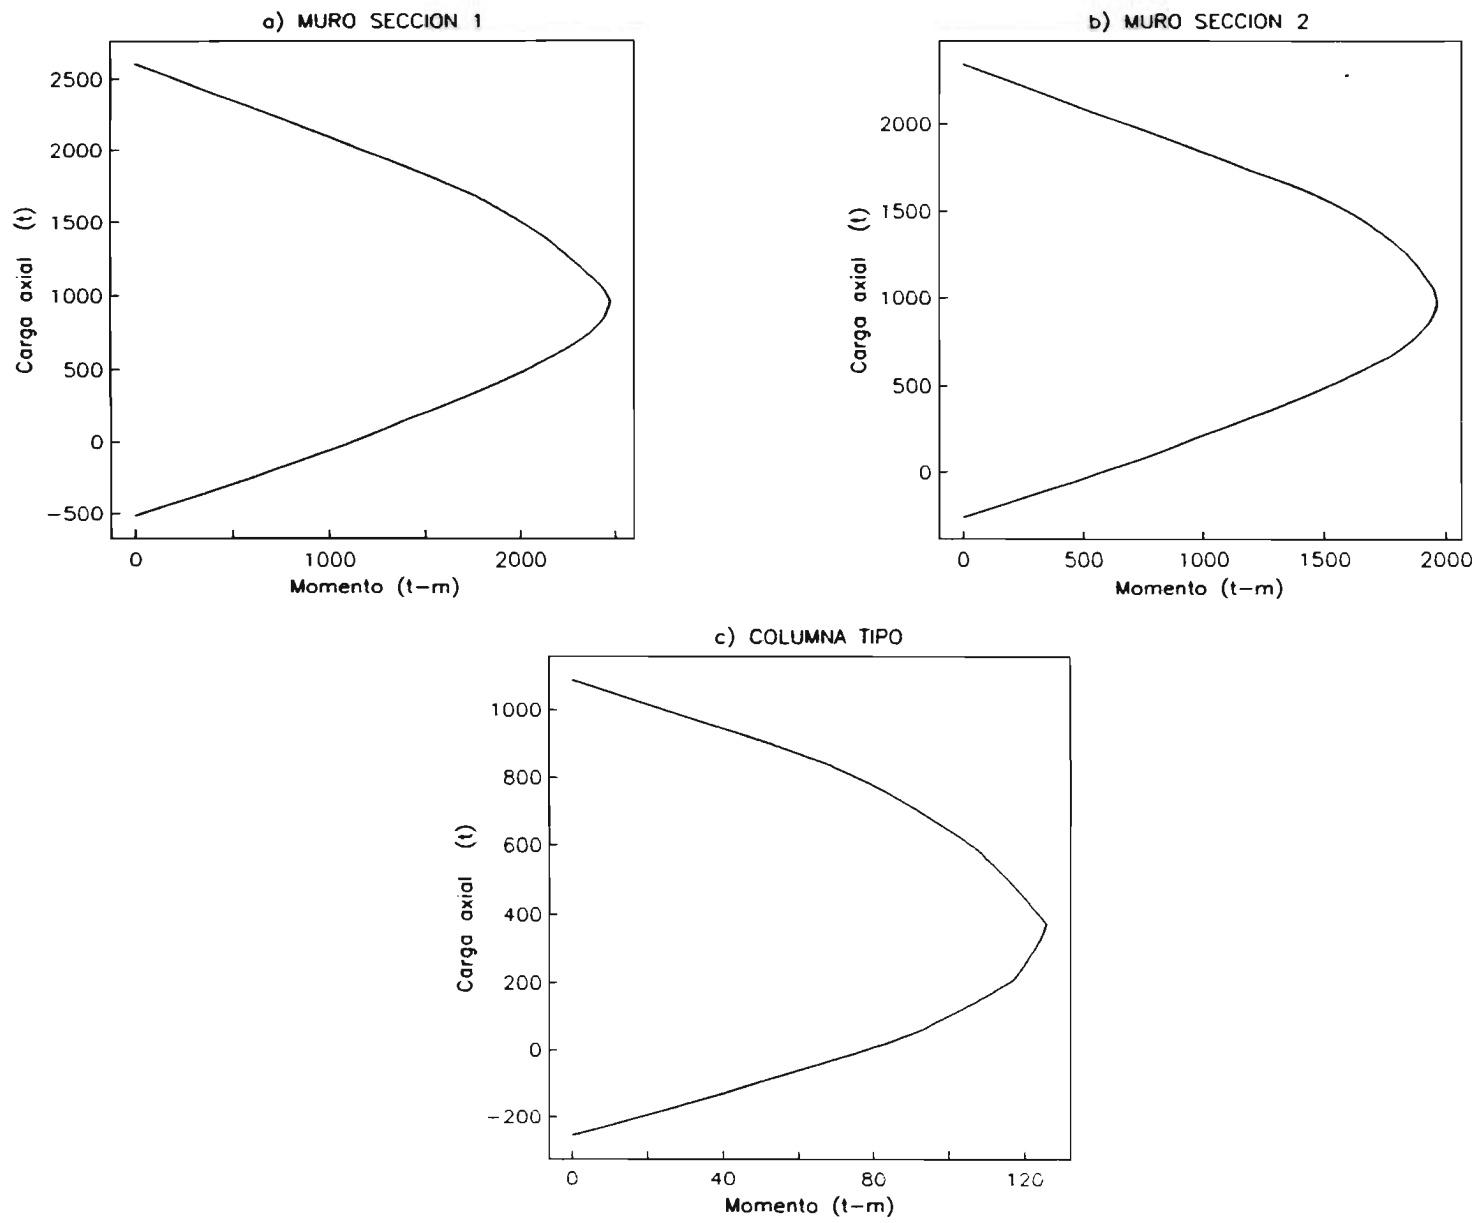 a) MURO SECCION 1
2500
2000
1500
1000
500
0
−500
Carga axial (t)
0 1000 2000
Momento (t−m)
b) MURO SECCION 2
2000
1500
1000
500
0
Carga axial (t)
0 500 1000 1500 2000
Momento (t−m)
c) COLUMNA TIPO
1000
800
600
400
200
0
−200
Carga axial (t)
0 40 80 120
Momento (t−m)